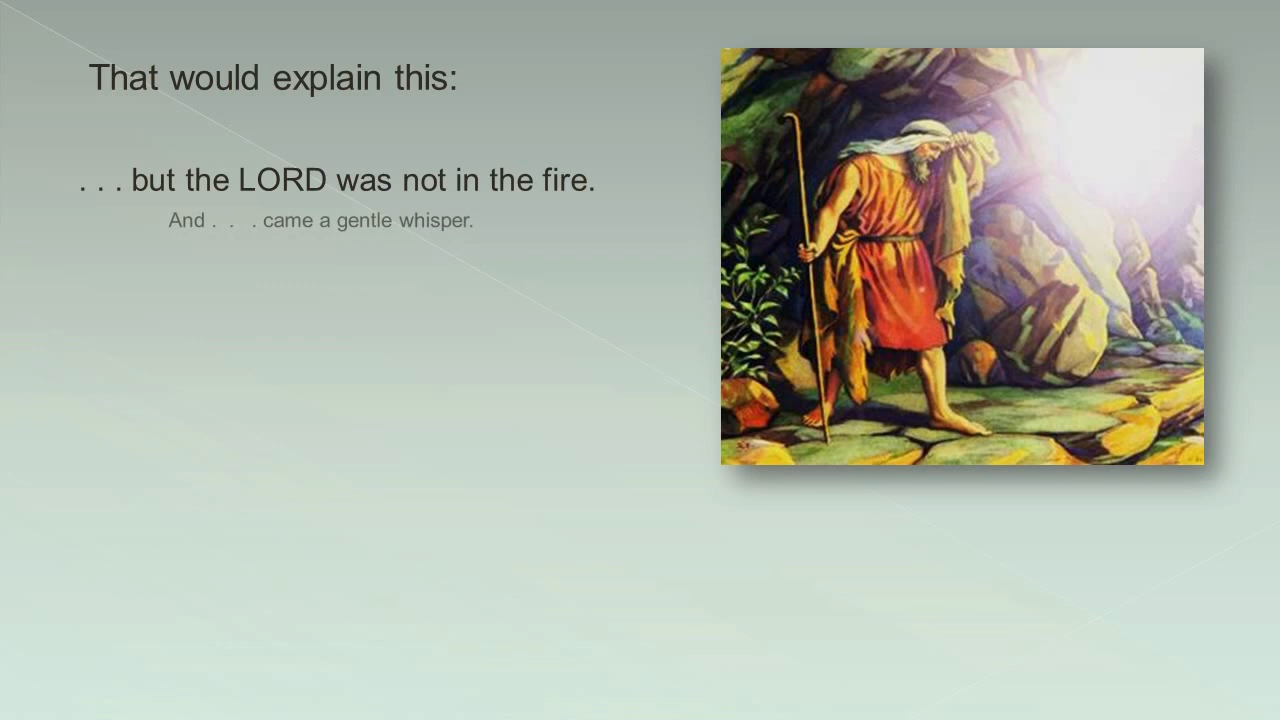 That would explain this:
. . . but the LORD was not in the fire.
And . . . came a gentle whisper.